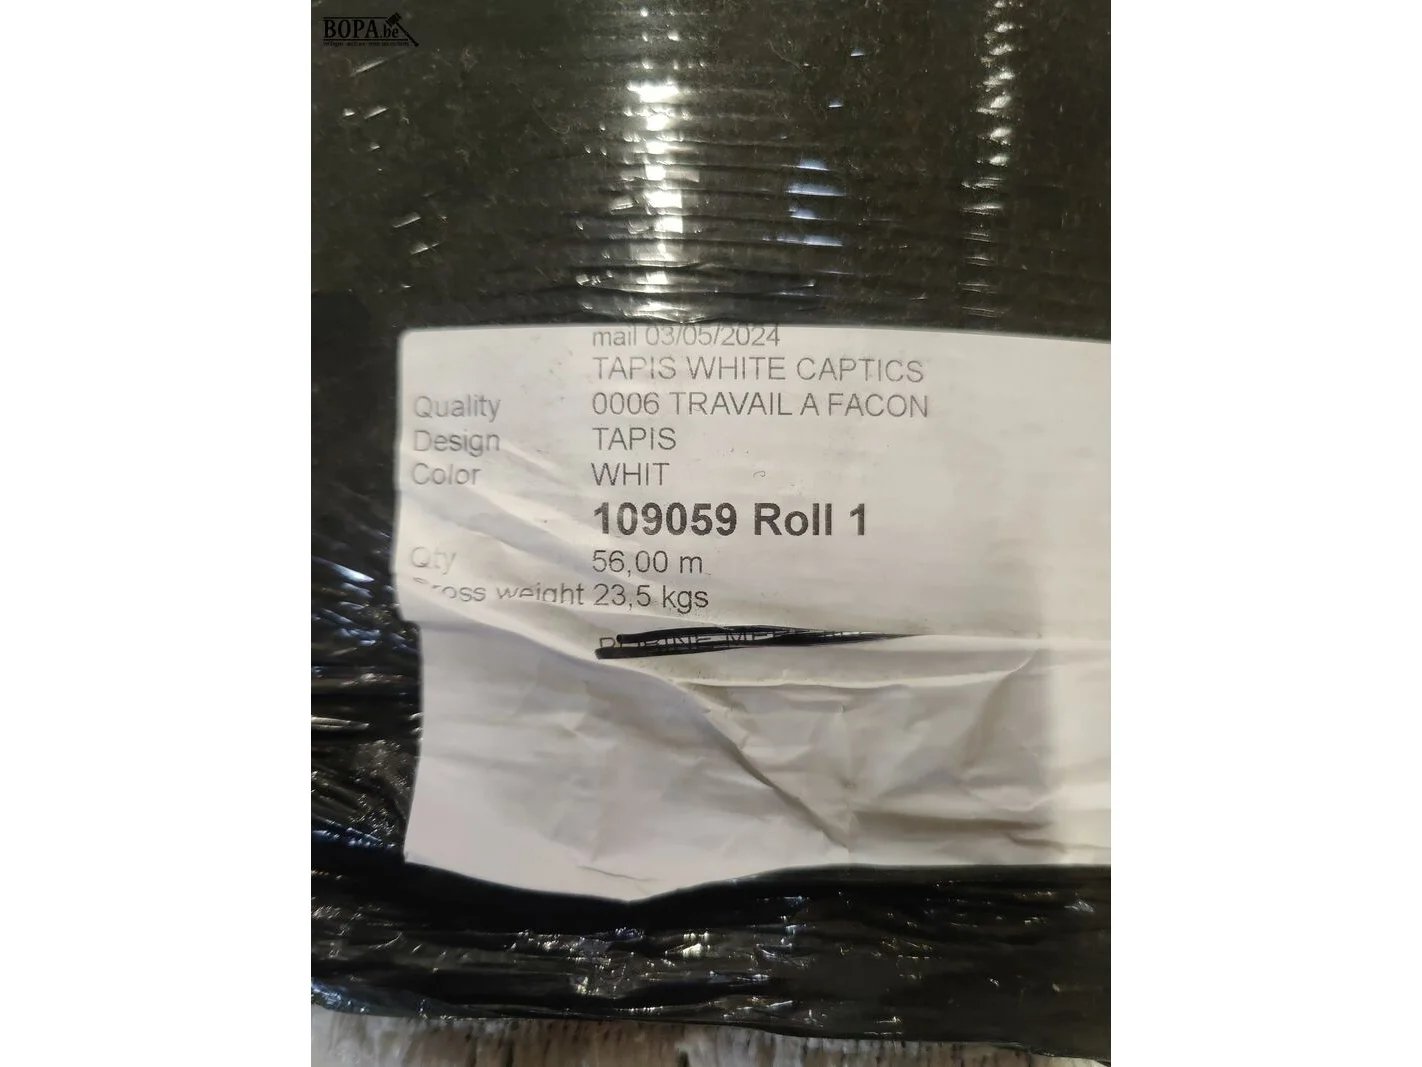 BOPA.be
mail 03/05/2024
TAPIS WHITE CAPTICS
Quality 0006 TRAVAIL A FACON
Design TAPIS
Color WHIT
109059 Roll 1
Qty 56,00 m
Gross weight 23,5 kgs